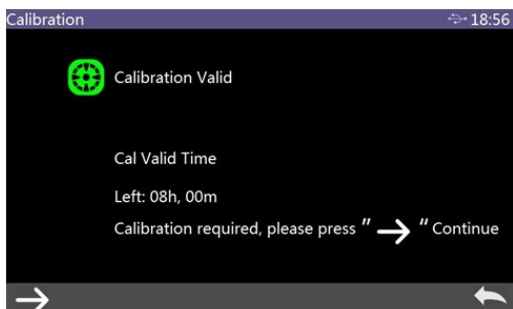 Calibration 18:56
Calibration Valid
Cal Valid Time
Left: 08h, 00m
Calibration required, please press " → " Continue